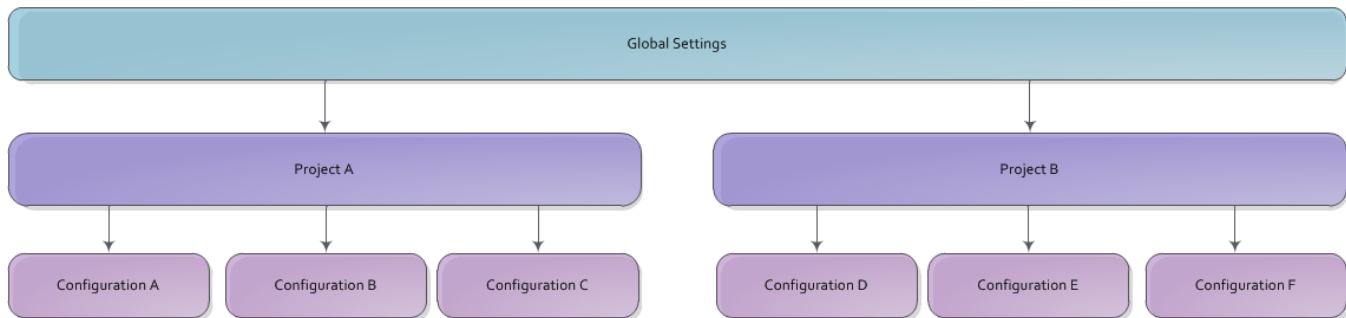 Global Settings
Project A
Project B
Configuration A
Configuration B
Configuration C
Configuration D
Configuration E
Configuration F